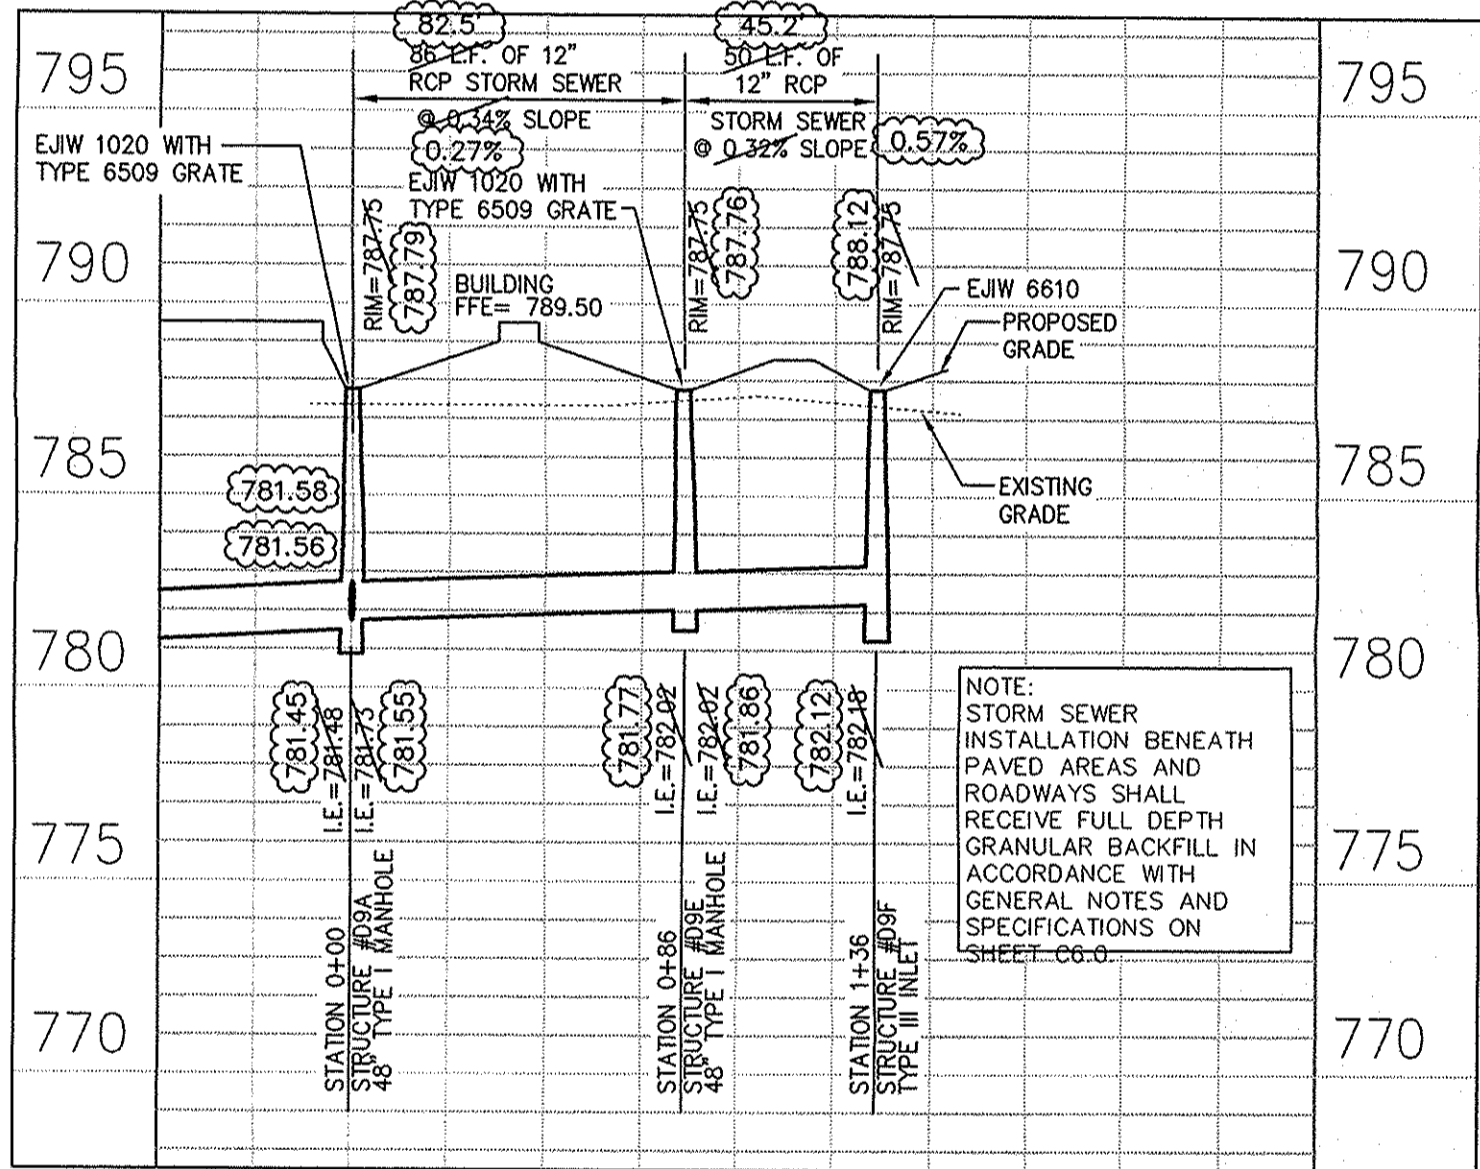 82.5'
86 L.F. OF 12"
RCP STORM SEWER
@ 0.34% SLOPE
0.27%
45.2'
50 L.F. OF
12" RCP
STORM SEWER
@ 0.32% SLOPE
0.57%
795
790
785
780
775
770
795
790
785
780
775
770
EJIW 1020 WITH
TYPE 6509 GRATE
EJIW 1020 WITH
TYPE 6509 GRATE
RIM=787.75
787.79
BUILDING
FFE= 789.50
RIM=787.75
787.76
788.12
RIM=787.75
EJIW 6610
PROPOSED
GRADE
EXISTING
GRADE
781.58
781.56
781.45
I.E.=781.48
I.E.=781.73
781.55
781.77
I.E.=782.02
I.E.=782.02
781.86
782.12
I.E.=782.18
STATION 0+00
STRUCTURE #D9A
48" TYPE I MANHOLE
STATION 0+86
STRUCTURE #D9E
48" TYPE I MANHOLE
STATION 1+36
STRUCTURE #D9F
TYPE III INLET
NOTE:
STORM SEWER
INSTALLATION BENEATH
PAVED AREAS AND
ROADWAYS SHALL
RECEIVE FULL DEPTH
GRANULAR BACKFILL IN
ACCORDANCE WITH
GENERAL NOTES AND
SPECIFICATIONS ON
SHEET C6.0.